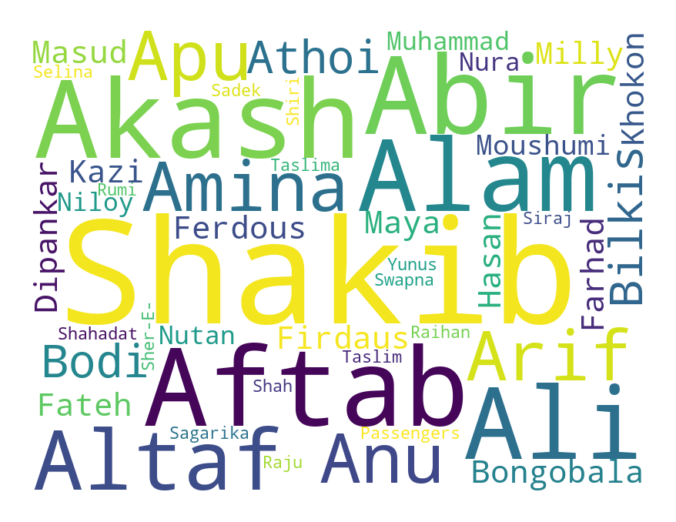 Masud
Selina
Apu
Athoi
Muhammad
Nura
Milly
Khokon
Akash
Sadek
Shiri
Abir
Kazi
Rumi
Niloy
Amina
Taslima
Alam
Moushumi
Bilkis
Dipankar
Ferdous
Maya
Hasan
Siraj
Farhad
Shakib
Yunus
Swapna
Shahadat
Sher-E-
Nutan
Firdaus
Raihan
Bodi
Aftab
Shah
Taslim
Arif
Fateh
Altaf
Sagarika
Raju
Anu
Passengers
Ali
Bongobala